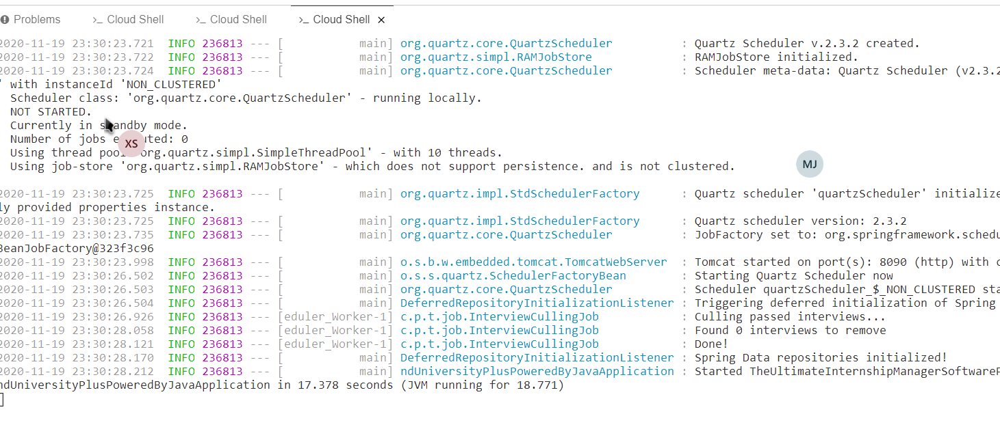 Problems >_ Cloud Shell >_ Cloud Shell >_ Cloud Shell ×
2020-11-19 23:30:23.721 INFO 236813 --- [ main] org.quartz.core.QuartzScheduler : Quartz Scheduler v.2.3.2 created.
2020-11-19 23:30:23.722 INFO 236813 --- [ main] org.quartz.simpl.RAMJobStore : RAMJobStore initialized.
2020-11-19 23:30:23.724 INFO 236813 --- [ main] org.quartz.core.QuartzScheduler : Scheduler meta-data: Quartz Scheduler (v2.3.2
' with instanceId 'NON_CLUSTERED'
Scheduler class: 'org.quartz.core.QuartzScheduler' - running locally.
NOT STARTED.
Currently in standby mode.
Number of jobs executed: 0
XS
Using thread pool 'org.quartz.simpl.SimpleThreadPool' - with 10 threads.
Using job-store 'org.quartz.simpl.RAMJobStore' - which does not support persistence. and is not clustered.
MJ
2020-11-19 23:30:23.725 INFO 236813 --- [ main] org.quartz.impl.StdSchedulerFactory : Quartz scheduler 'quartzScheduler' initialize
ly provided properties instance.
2020-11-19 23:30:23.725 INFO 236813 --- [ main] org.quartz.impl.StdSchedulerFactory : Quartz scheduler version: 2.3.2
2020-11-19 23:30:23.735 INFO 236813 --- [ main] org.quartz.core.QuartzScheduler : JobFactory set to: org.springframework.schedu
BeanJobFactory@323f3c96
2020-11-19 23:30:23.998 INFO 236813 --- [ main] o.s.b.w.embedded.tomcat.TomcatWebServer : Tomcat started on port(s): 8090 (http) with c
2020-11-19 23:30:26.502 INFO 236813 --- [ main] o.s.s.quartz.SchedulerFactoryBean : Starting Quartz Scheduler now
2020-11-19 23:30:26.503 INFO 236813 --- [ main] org.quartz.core.QuartzScheduler : Scheduler quartzScheduler_$_NON_CLUSTERED sta
2020-11-19 23:30:26.504 INFO 236813 --- [ main] DeferredRepositoryInitializationListener : Triggering deferred initialization of Spring
2020-11-19 23:30:26.926 INFO 236813 --- [eduler_Worker-1] c.p.t.job.InterviewCullingJob : Culling passed interviews...
2020-11-19 23:30:28.058 INFO 236813 --- [eduler_Worker-1] c.p.t.job.InterviewCullingJob : Found 0 interviews to remove
2020-11-19 23:30:28.121 INFO 236813 --- [eduler_Worker-1] c.p.t.job.InterviewCullingJob : Done!
2020-11-19 23:30:28.170 INFO 236813 --- [ main] DeferredRepositoryInitializationListener : Spring Data repositories initialized!
2020-11-19 23:30:28.212 INFO 236813 --- [ main] ndUniversityPlusPoweredByJavaApplication : Started TheUltimateInternshipManagerSoftwareP
ndUniversityPlusPoweredByJavaApplication in 17.378 seconds (JVM running for 18.771)